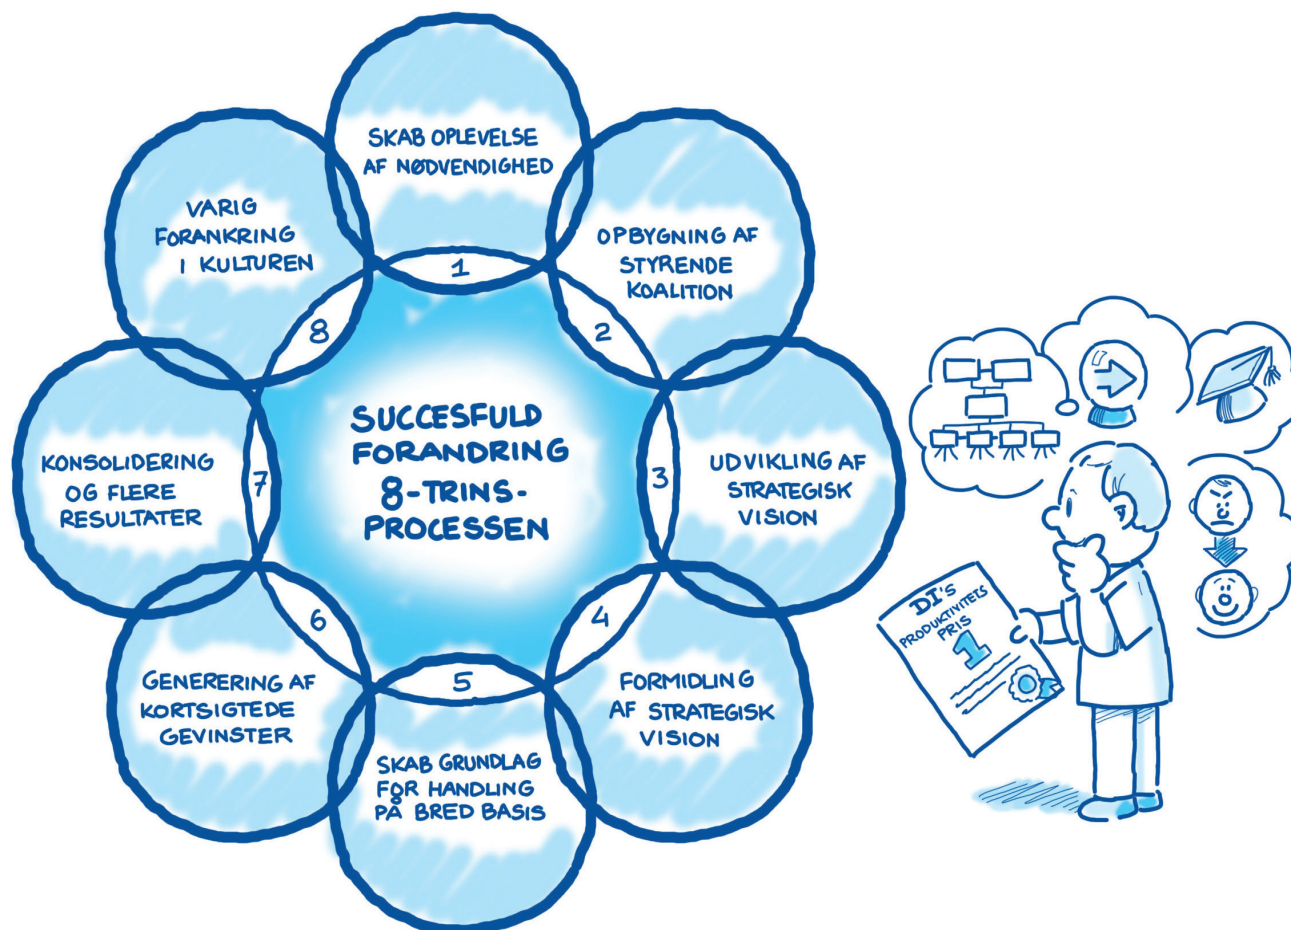 SUCCESFULD
FORANDRING
8-TRINS-
PROCESSEN
1
SKAB OPLEVELSE
AF NØDVENDIGHED
2
OPBYGNING AF
STYRENDE
KOALITION
3
UDVIKLING AF
STRATEGISK
VISION
4
FORMIDLING
AF STRATEGISK
VISION
5
SKAB GRUNDLAG
FOR HANDLING
PÅ BRED BASIS
6
GENERERING AF
KORTSIGTEDE
GEVINSTER
7
KONSOLIDERING
OG FLERE
RESULTATER
8
VARIG
FORANKRING
I KULTUREN
DI'S
PRODUKTIVITETS
PRIS
1